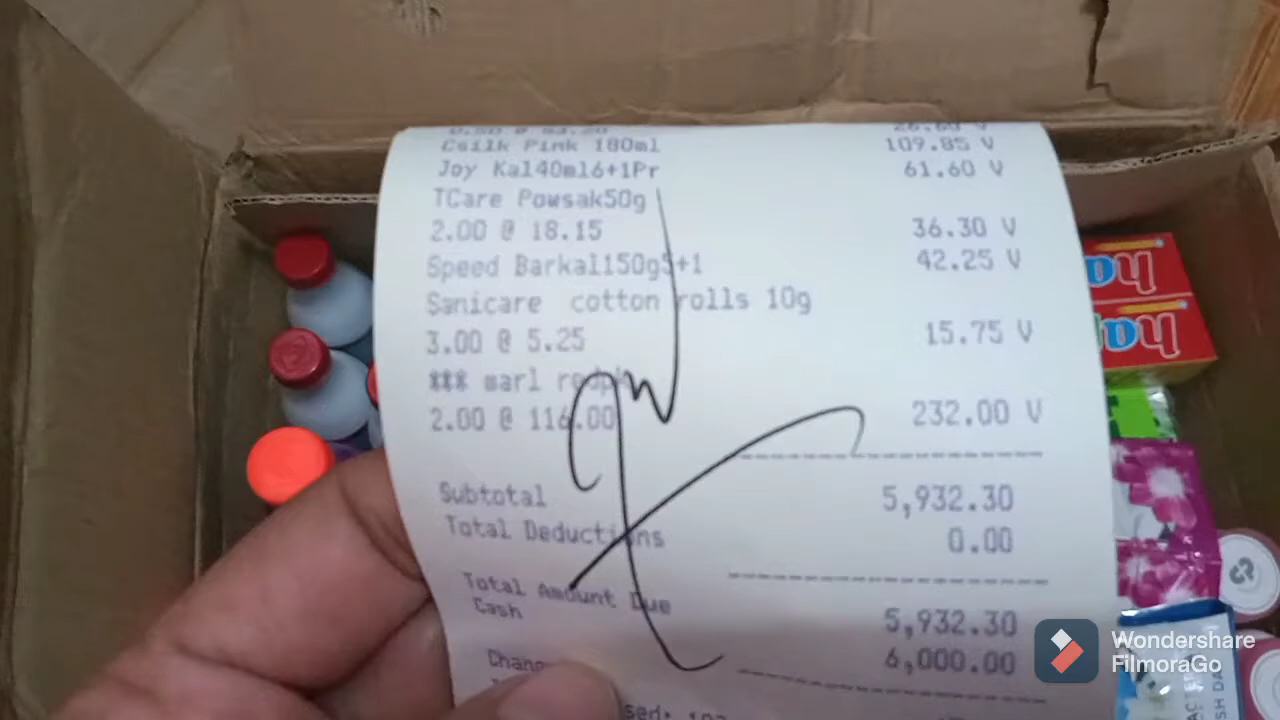 Csilk Pink 180ml 109.85 V
Joy Kal40ml6+1Pr 61.60 V
TCare Powsak50g
2.00 @ 18.15 36.30 V
Speed Barkal150g5+1 42.25 V
Sanicare cotton rolls 10g
3.00 @ 5.25 15.75 V
*** marl redpk
2.00 @ 116.00 232.00 V
Subtotal 5,932.30
Total Deductions 0.00
Total Amount Due 5,932.30
Cash 6,000.00
Wondershare
FilmoraGo